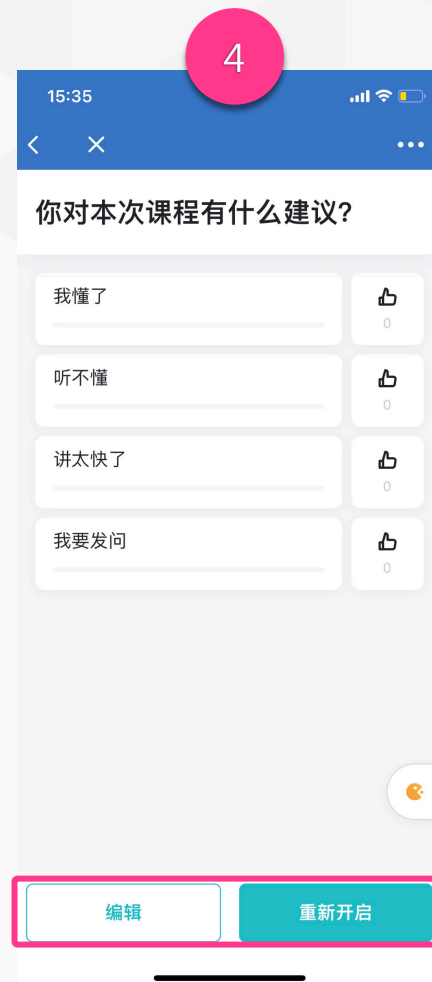 4
15:35
你对本次课程有什么建议?
我懂了
0
听不懂
0
讲太快了
0
我要发问
0
编辑
重新开启